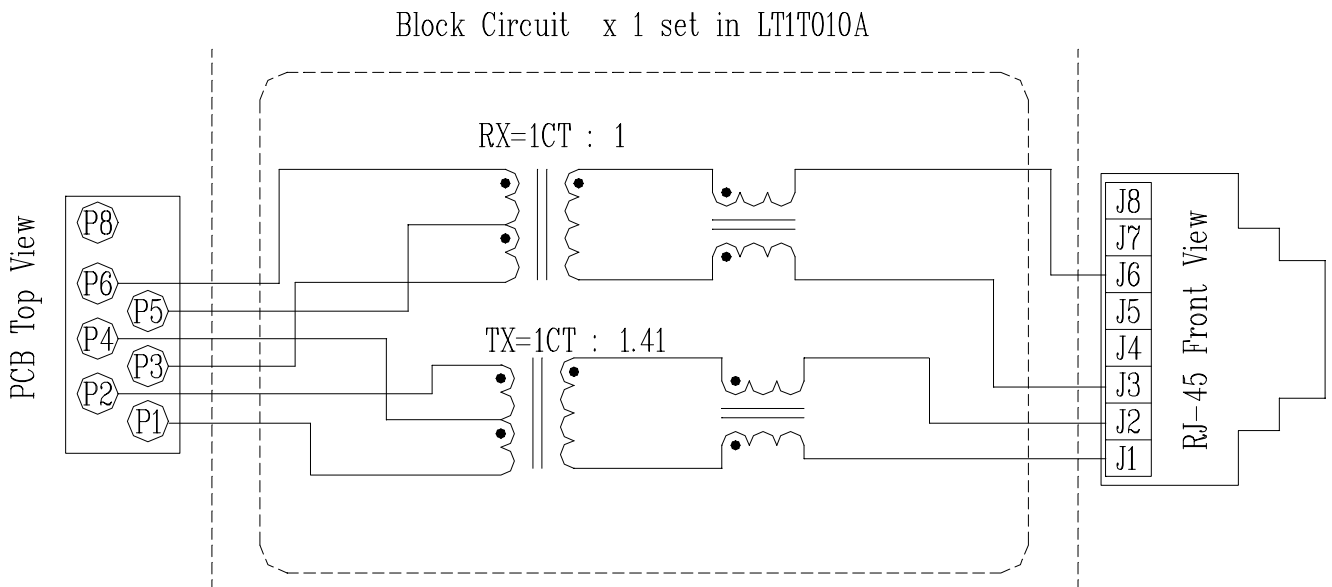 Block Circuit x 1 set in LT1T010A
RX=1CT : 1
TX=1CT : 1.41
PCB Top View
P8
P6
P5
P4
P3
P2
P1
J8
J7
J6
J5
J4
J3
J2
J1
RJ-45 Front View